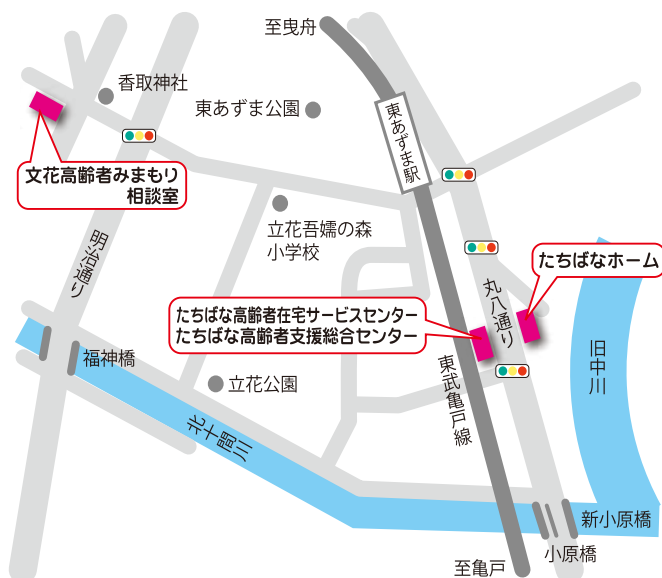 至曳舟
香取神社
東あずま公園
東あずま駅
文花高齢者みまもり
相談室
立花吾嬬の森
小学校
明治通り
たちばなホーム
丸八通り
たちばな高齢者在宅サービスセンター
たちばな高齢者支援総合センター
旧中川
福神橋
立花公園
東武亀戸線
北十間川
新小原橋
小原橋
至亀戸